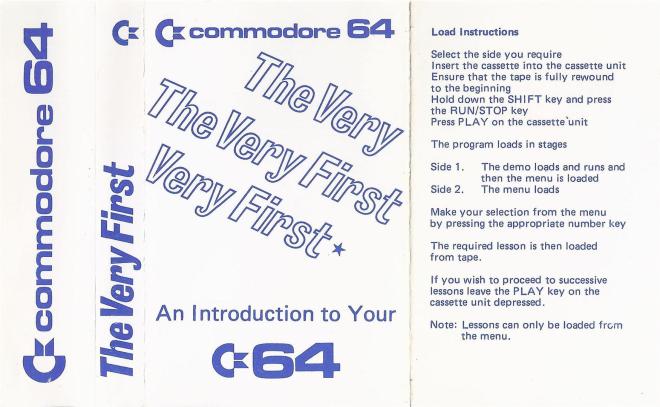 commodore 64
The Very First
commodore 64
The Very
The Very First
Very First
An Introduction to Your
64
Load Instructions
Select the side you require
Insert the cassette into the cassette unit
Ensure that the tape is fully rewound
to the beginning
Hold down the SHIFT key and press
the RUN/STOP key
Press PLAY on the cassette unit
The program loads in stages
Side 1. The demo loads and runs and
then the menu is loaded
Side 2. The menu loads
Make your selection from the menu
by pressing the appropriate number key
The required lesson is then loaded
from tape.
If you wish to proceed to successive
lessons leave the PLAY key on the
cassette unit depressed.
Note: Lessons can only be loaded from
the menu.